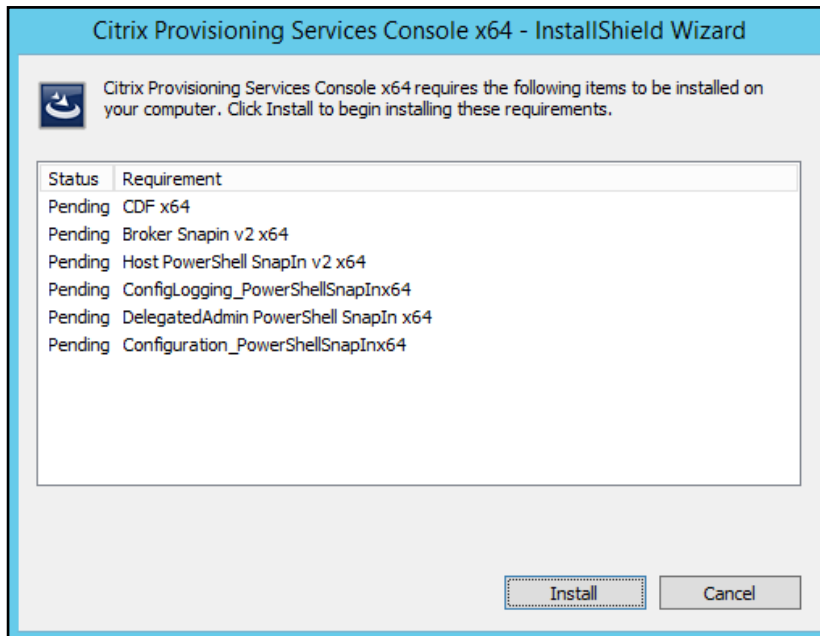 Citrix Provisioning Services Console x64 - InstallShield Wizard
Citrix Provisioning Services Console x64 requires the following items to be installed on
your computer. Click Install to begin installing these requirements.
Status Requirement
Pending CDF x64
Pending Broker Snapin v2 x64
Pending Host PowerShell SnapIn v2 x64
Pending ConfigLogging_PowerShellSnapInx64
Pending DelegatedAdmin PowerShell SnapIn x64
Pending Configuration_PowerShellSnapInx64
Install Cancel